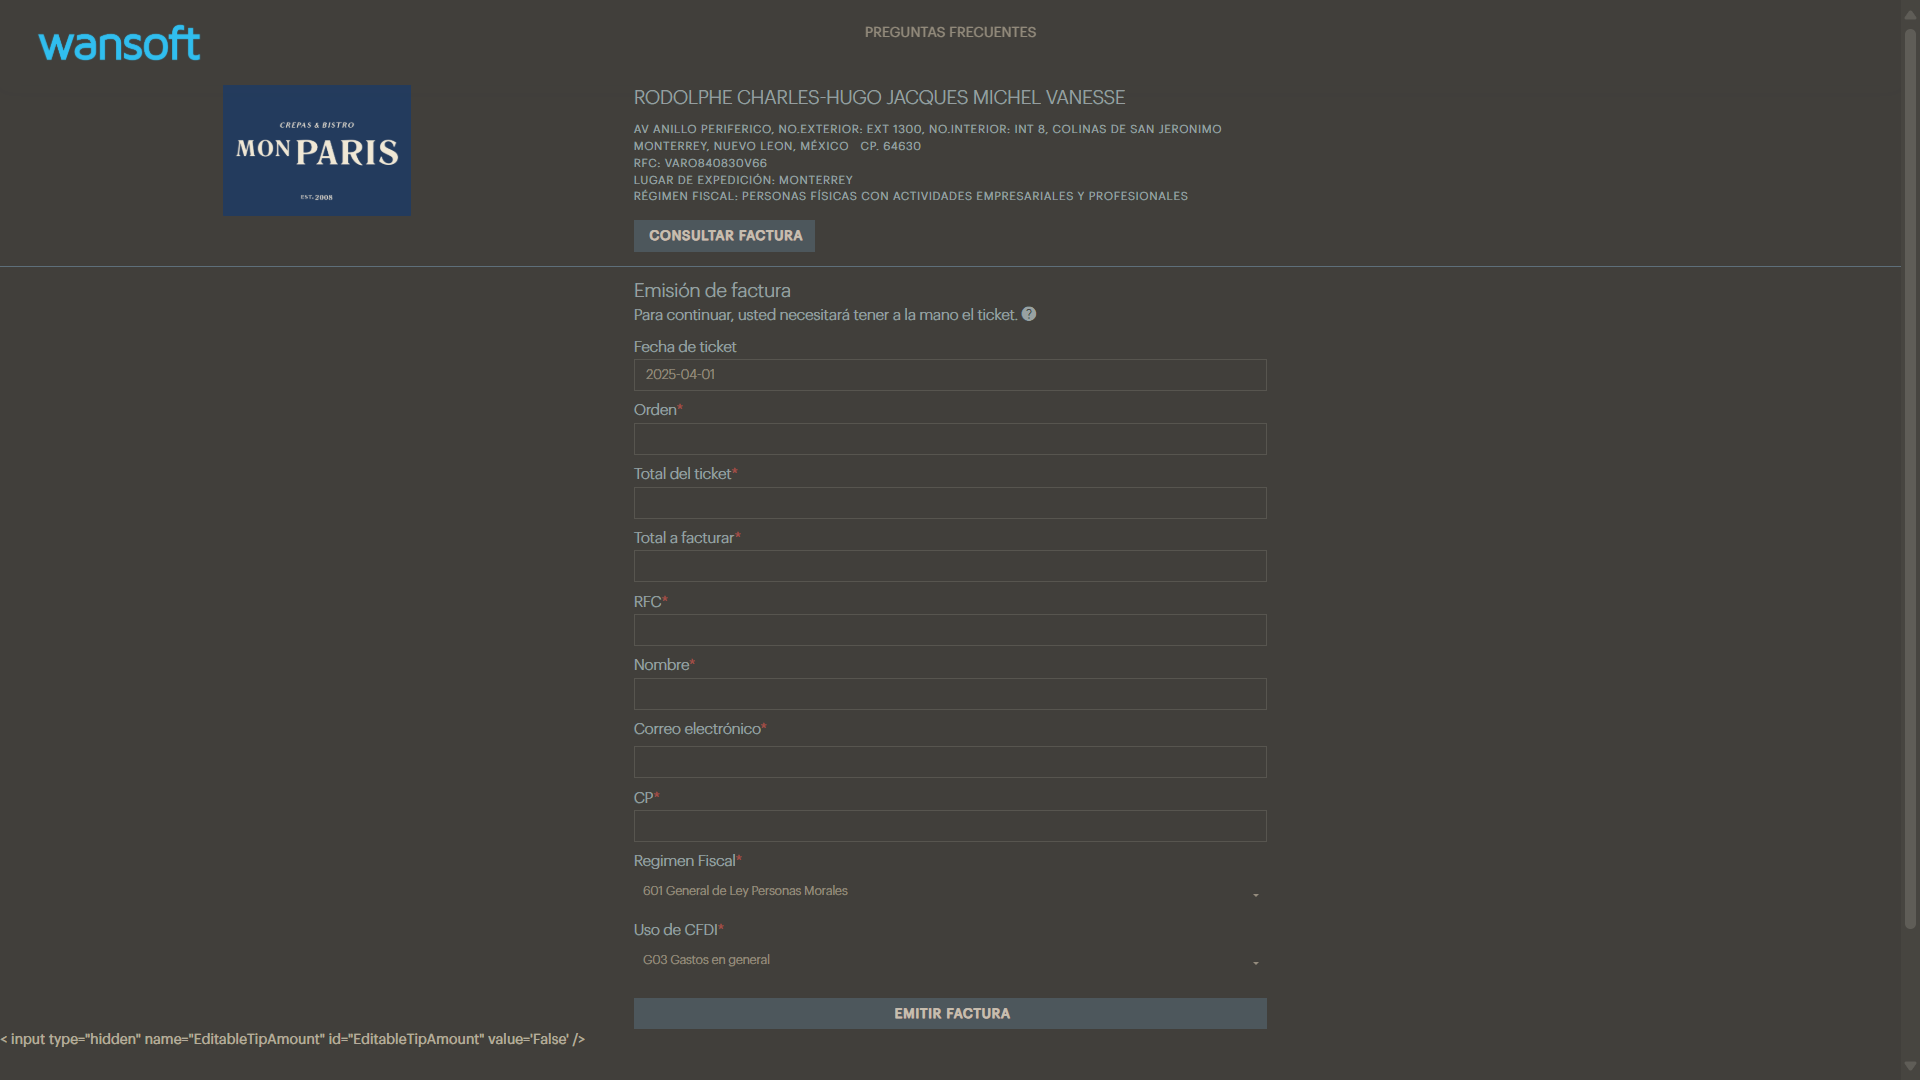 wansoft
PREGUNTAS FRECUENTES
CREPAS & BISTRO
MON PARIS
EST. 2008
RODOLPHE CHARLES-HUGO JACQUES MICHEL VANESSE
AV ANILLO PERIFERICO, NO.EXTERIOR: EXT 1300, NO.INTERIOR: INT 8, COLINAS DE SAN JERONIMO
MONTERREY, NUEVO LEON, MÉXICO CP. 64630
RFC: VARO840830V66
LUGAR DE EXPEDICIÓN: MONTERREY
RÉGIMEN FISCAL: PERSONAS FÍSICAS CON ACTIVIDADES EMPRESARIALES Y PROFESIONALES
CONSULTAR FACTURA
Emisión de factura
Para continuar, usted necesitará tener a la mano el ticket. ?
Fecha de ticket
2025-04-01
Orden*
Total del ticket*
Total a facturar*
RFC*
Nombre*
Correo electrónico*
CP*
Regimen Fiscal*
601 General de Ley Personas Morales
Uso de CFDI*
G03 Gastos en general
EMITIR FACTURA
< input type="hidden" name="EditableTipAmount" id="EditableTipAmount" value='False' />